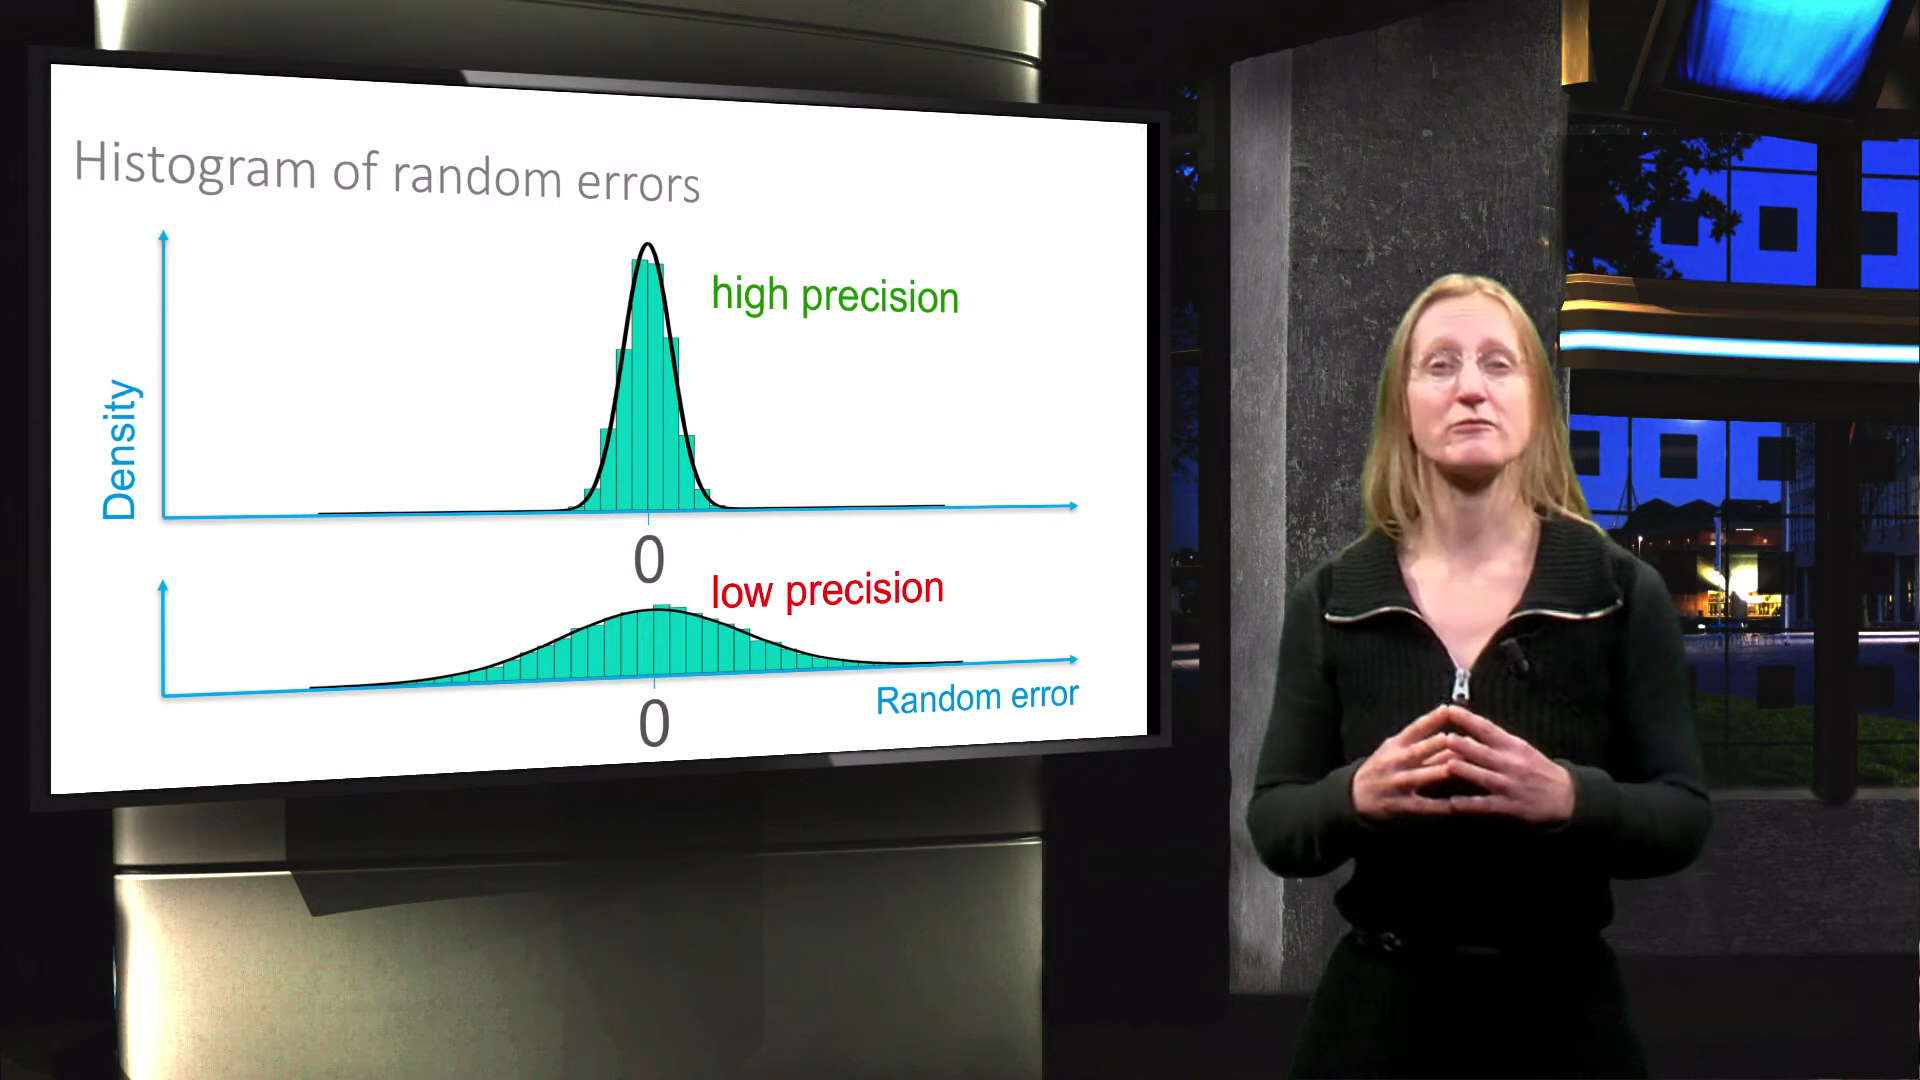 Histogram of random errors
high precision
Density
0
low precision
Random error
0